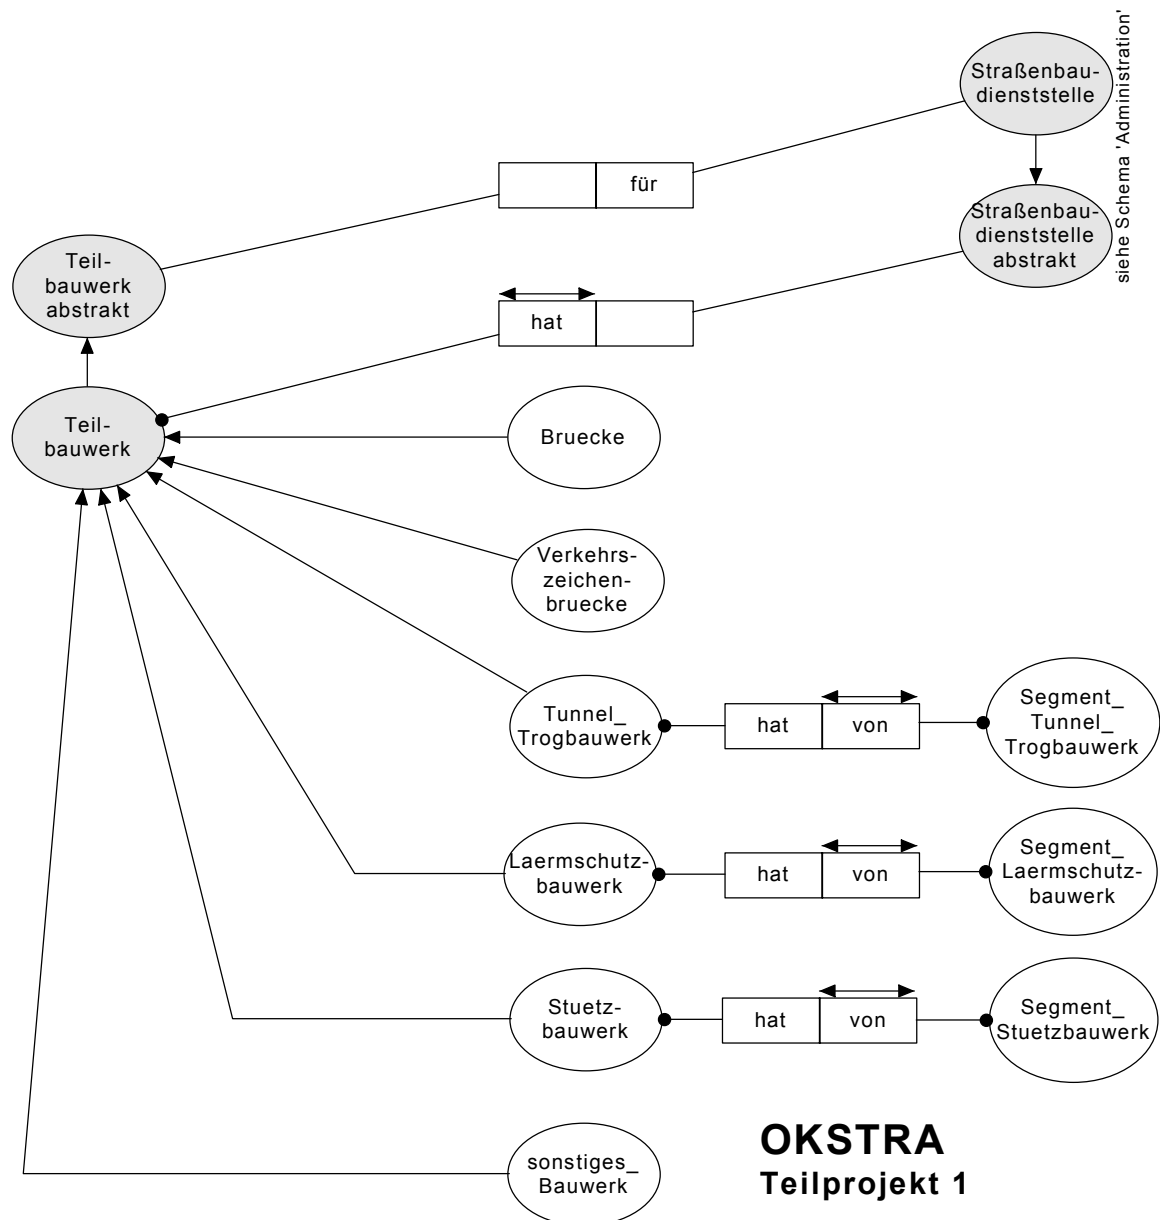 Straßenbau-
dienststelle
siehe Schema 'Administration'
für
Straßenbau-
dienststelle
abstrakt
Teil-
bauwerk
abstrakt
hat
Teil-
bauwerk
Bruecke
Verkehrs-
zeichen-
bruecke
Tunnel_
Trogbauwerk
hat
von
Segment_
Tunnel_
Trogbauwerk
Laermschutz-
bauwerk
hat
von
Segment_
Laermschutz-
bauwerk
Stuetz-
bauwerk
hat
von
Segment_
Stuetzbauwerk
sonstiges_
Bauwerk
OKSTRA
Teilprojekt 1